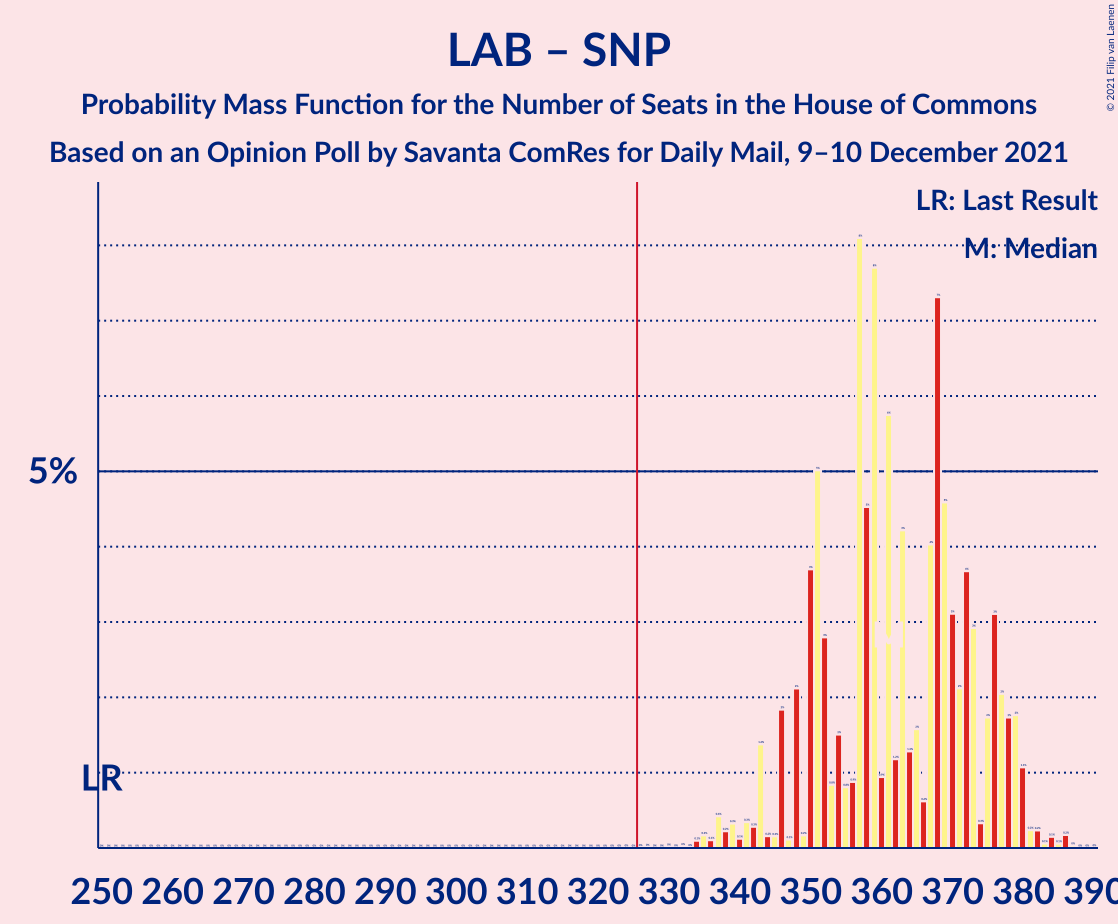 LAB – SNP
Probability Mass Function for the Number of Seats in the House of Commons
Based on an Opinion Poll by Savanta ComRes for Daily Mail, 9–10 December 2021
© 2021 Filip van Laenen
LR: Last Result
M: Median
5%
LR
250 260 270 280 290 300 310 320 330 340 350 360 370 380 390